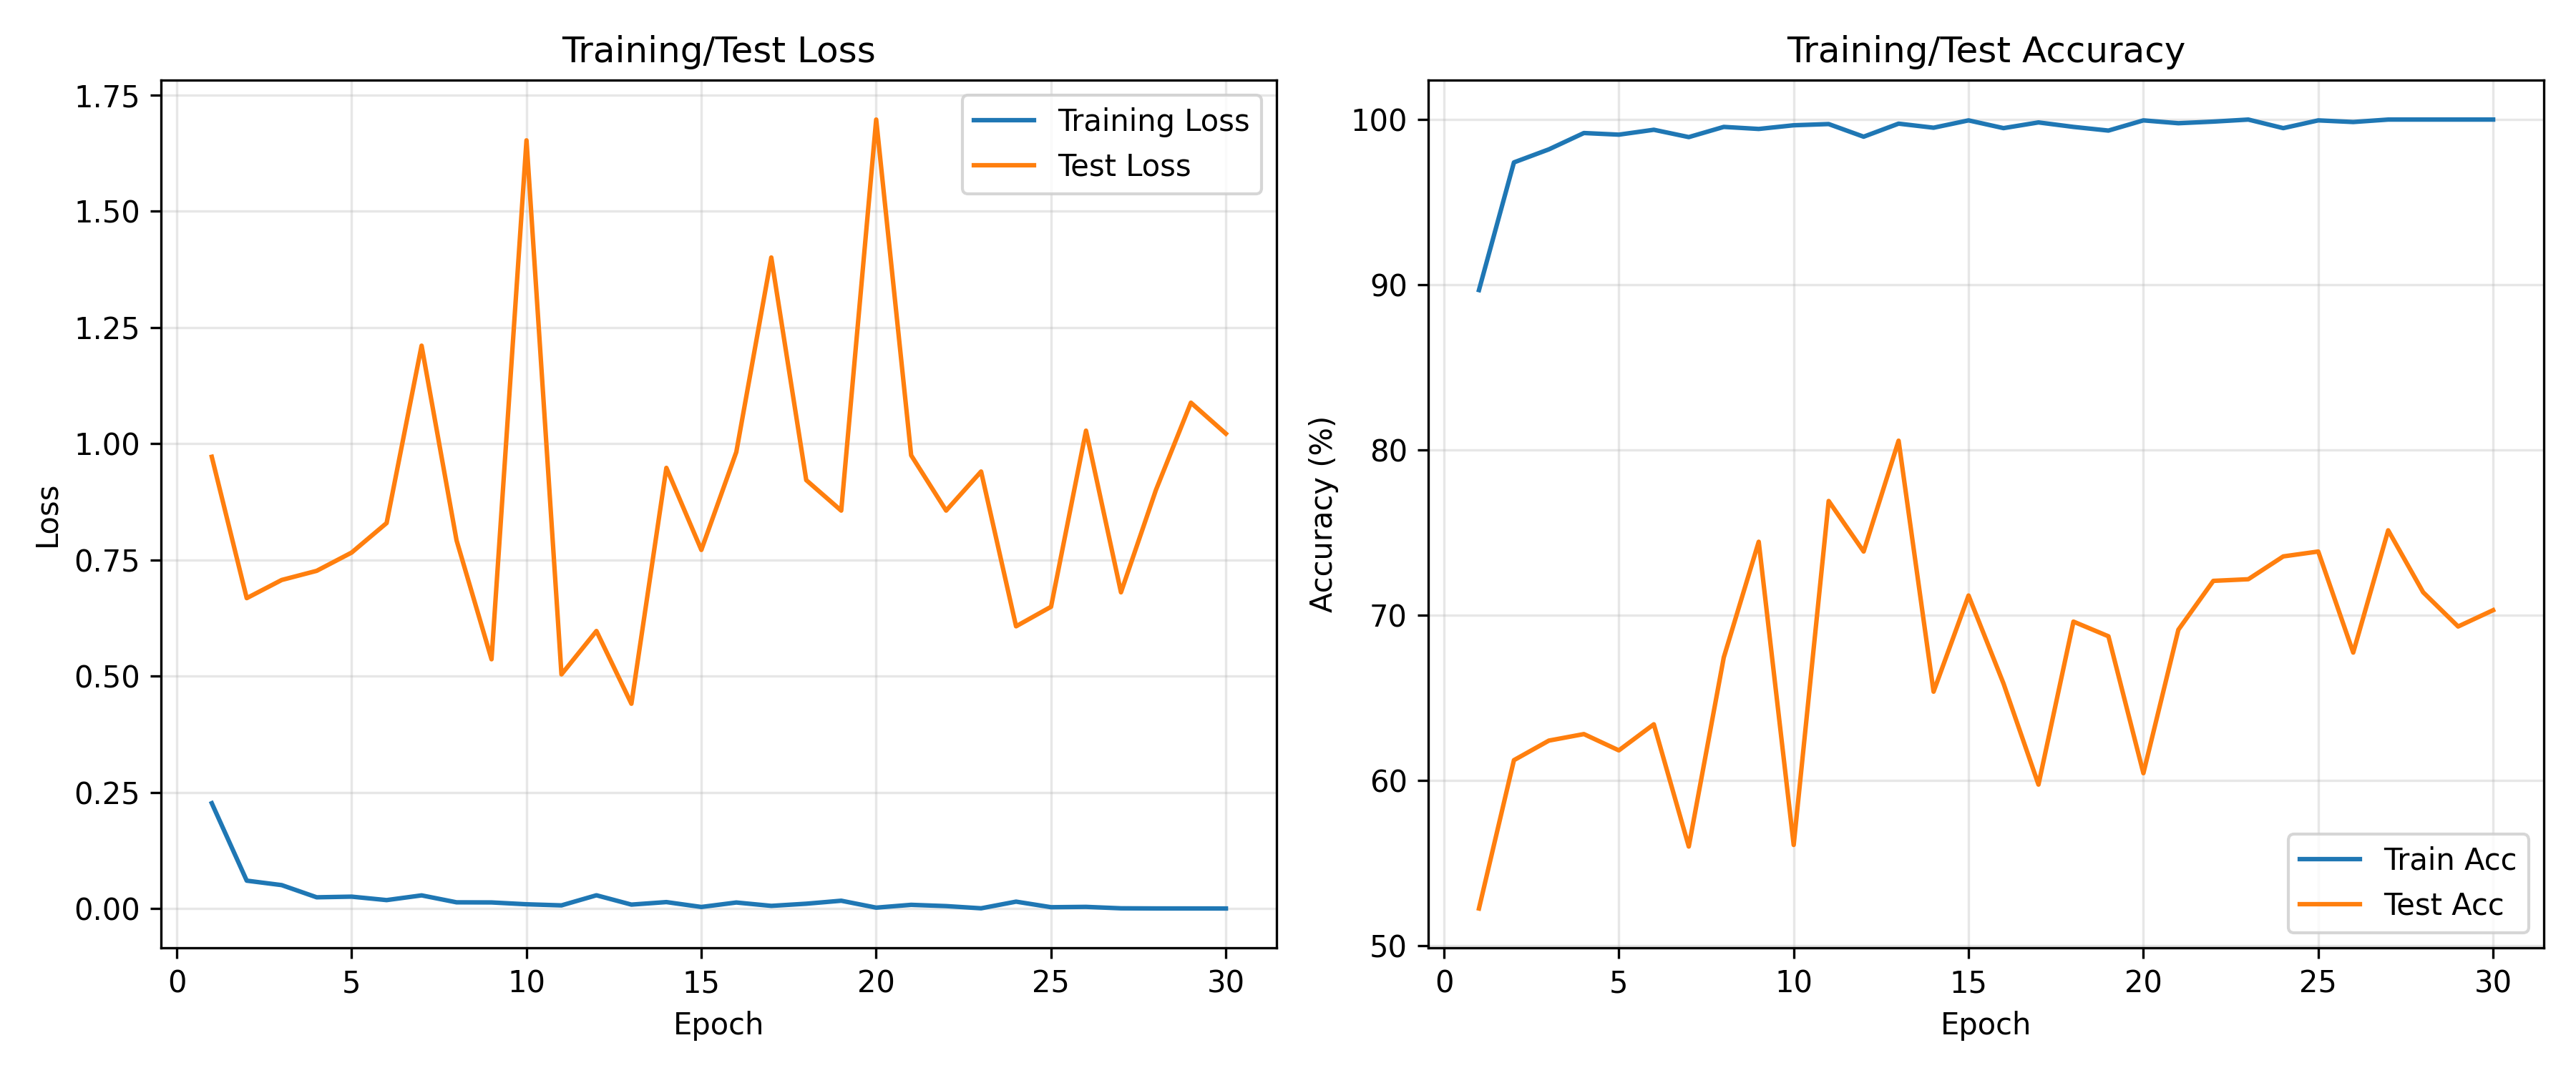 Training/Test Loss
1.75
1.50
1.25
1.00
0.75
0.50
0.25
0.00
Loss
0 5 10 15 20 25 30
Epoch
Training Loss
Test Loss
Training/Test Accuracy
100
90
80
70
60
50
Accuracy (%)
0 5 10 15 20 25 30
Epoch
Train Acc
Test Acc